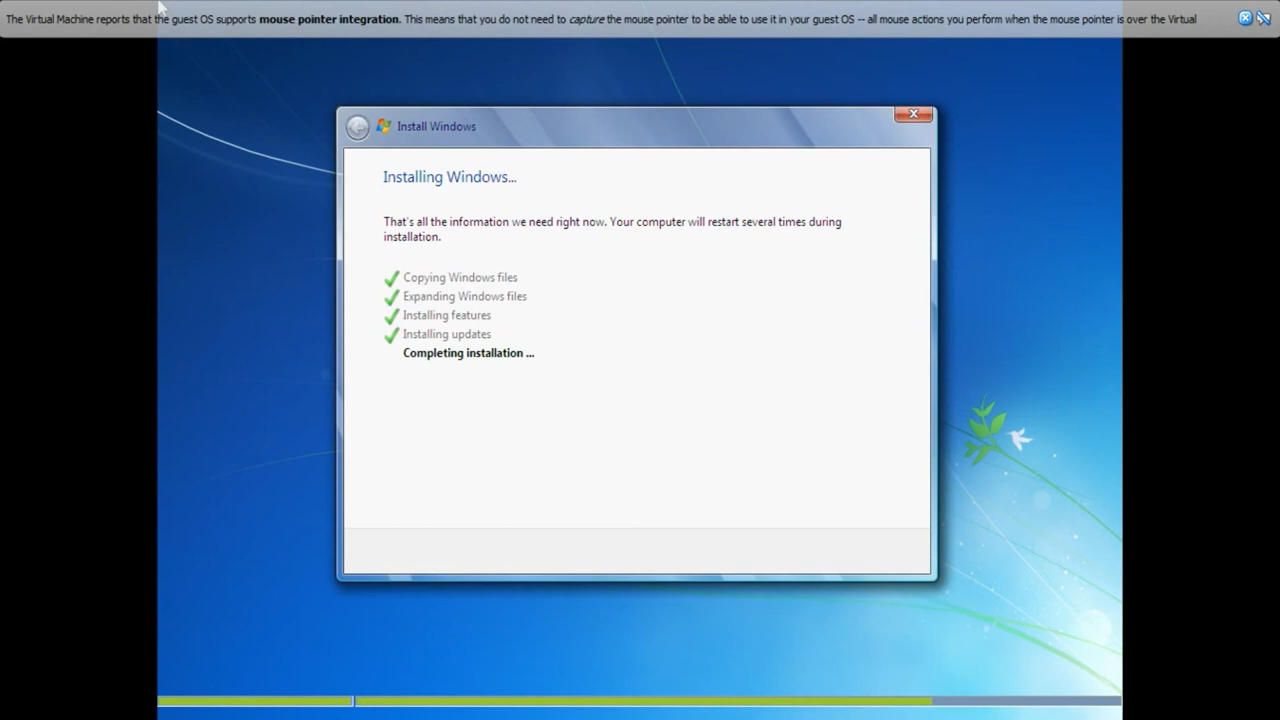 The Virtual Machine reports that the guest OS supports mouse pointer integration. This means that you do not need to capture the mouse pointer to be able to use it in your guest OS -- all mouse actions you perform when the mouse pointer is over the Virtual
Install Windows
Installing Windows...
That's all the information we need right now. Your computer will restart several times during
installation.
Copying Windows files
Expanding Windows files
Installing features
Installing updates
Completing installation ...